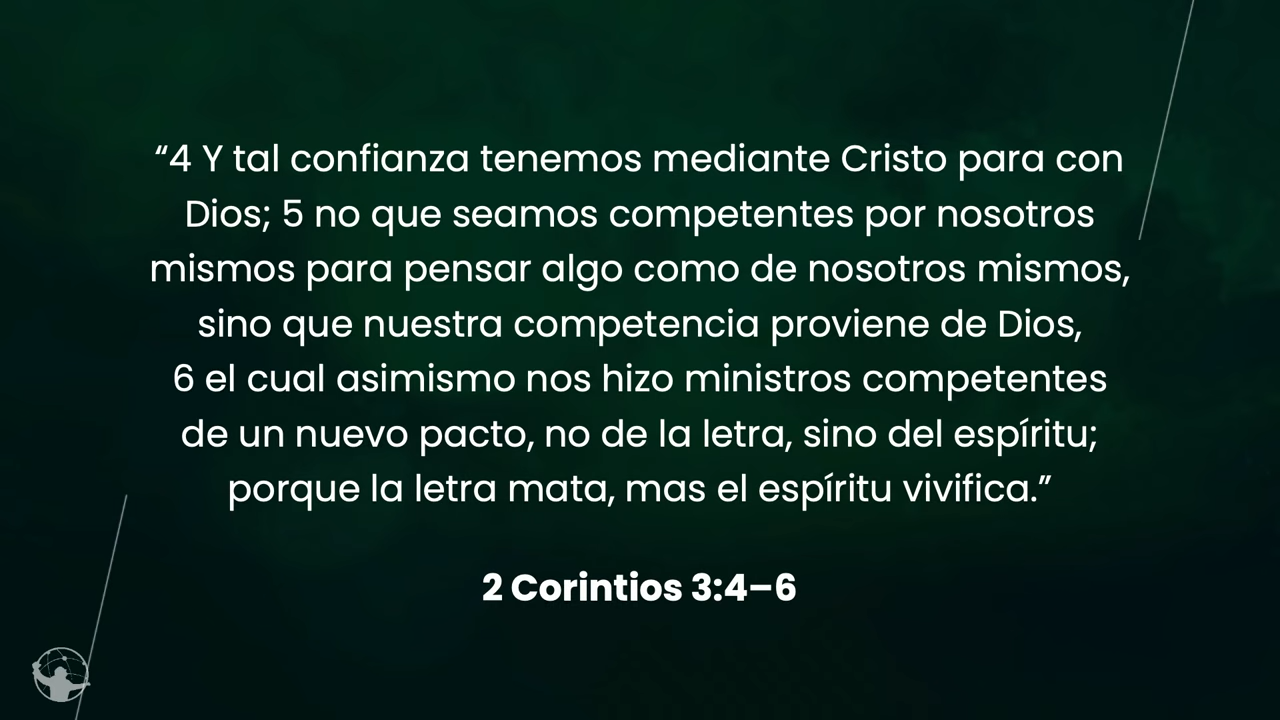 “4 Y tal confianza tenemos mediante Cristo para con
Dios; 5 no que seamos competentes por nosotros
mismos para pensar algo como de nosotros mismos,
sino que nuestra competencia proviene de Dios,
6 el cual asimismo nos hizo ministros competentes
de un nuevo pacto, no de la letra, sino del espíritu;
porque la letra mata, mas el espíritu vivifica.”
2 Corintios 3:4–6